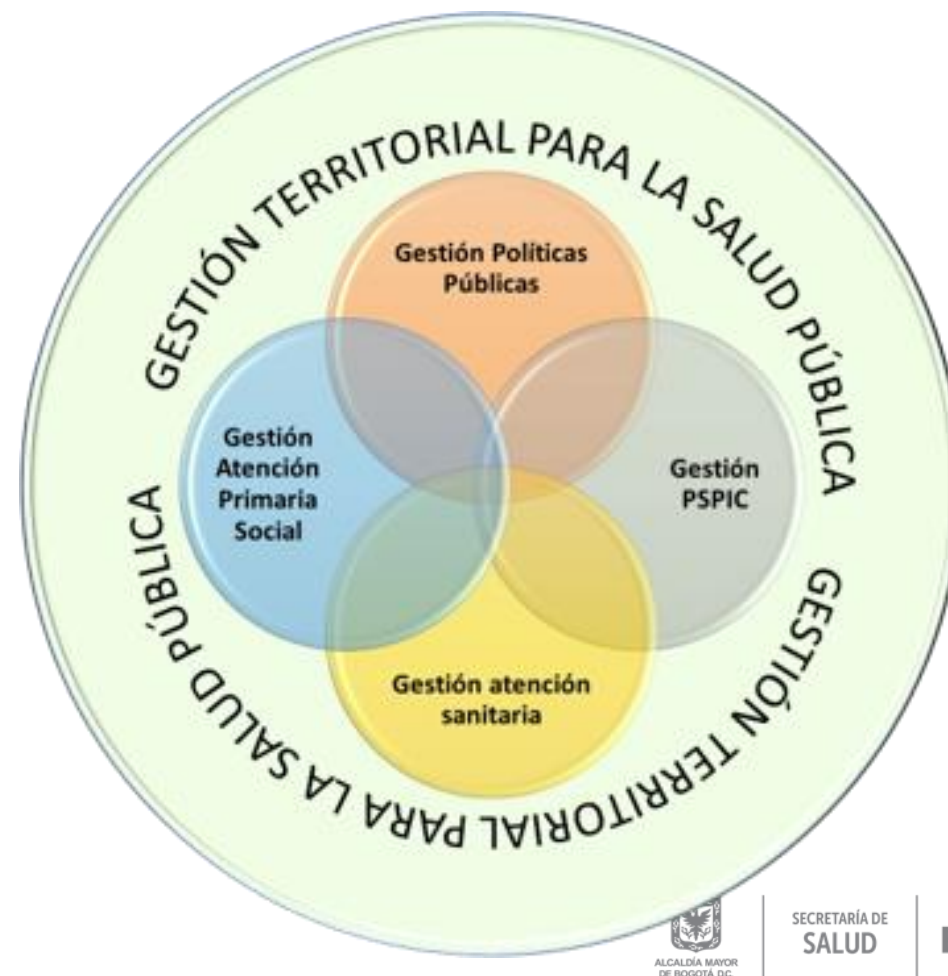 GESTIÓN TERRITORIAL PARA LA SALUD PÚBLICA
Gestión Políticas
Públicas
Gestión
Atención
Primaria
Social
Gestión
PSPIC
Gestión atención
sanitaria
GESTIÓN TERRITORIAL PARA LA SALUD PÚBLICA
ALCALDÍA MAYOR
DE BOGOTÁ D.C.
SECRETARÍA DE
SALUD